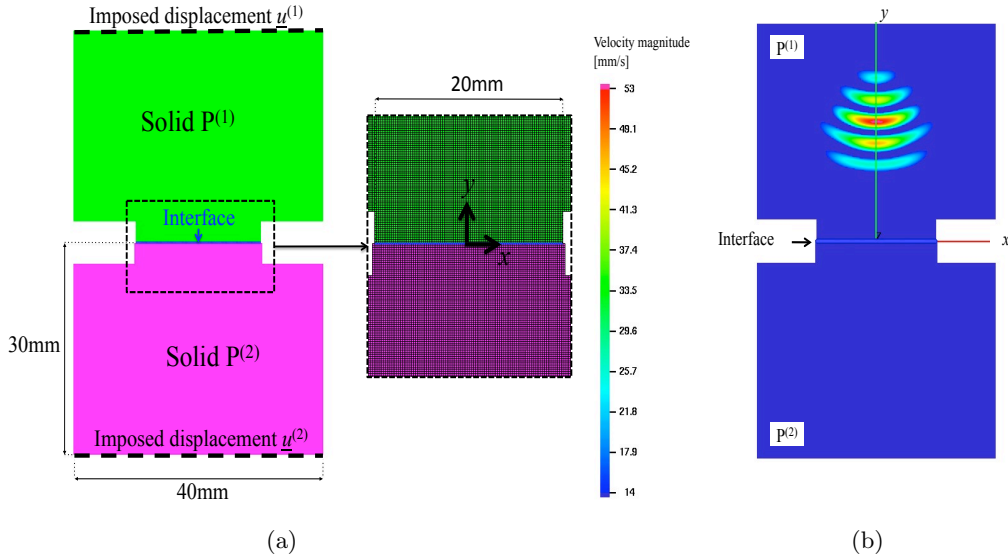 Imposed displacement u⁽¹⁾
Solid P⁽¹⁾
Interface
30mm
Solid P⁽²⁾
Imposed displacement u⁽²⁾
40mm
20mm
y
x
Velocity magnitude
[mm/s]
53
49.1
45.2
41.3
37.4
33.5
29.6
25.7
21.8
17.9
14
y
P⁽¹⁾
Interface
z
x
P⁽²⁾
(a)
(b)